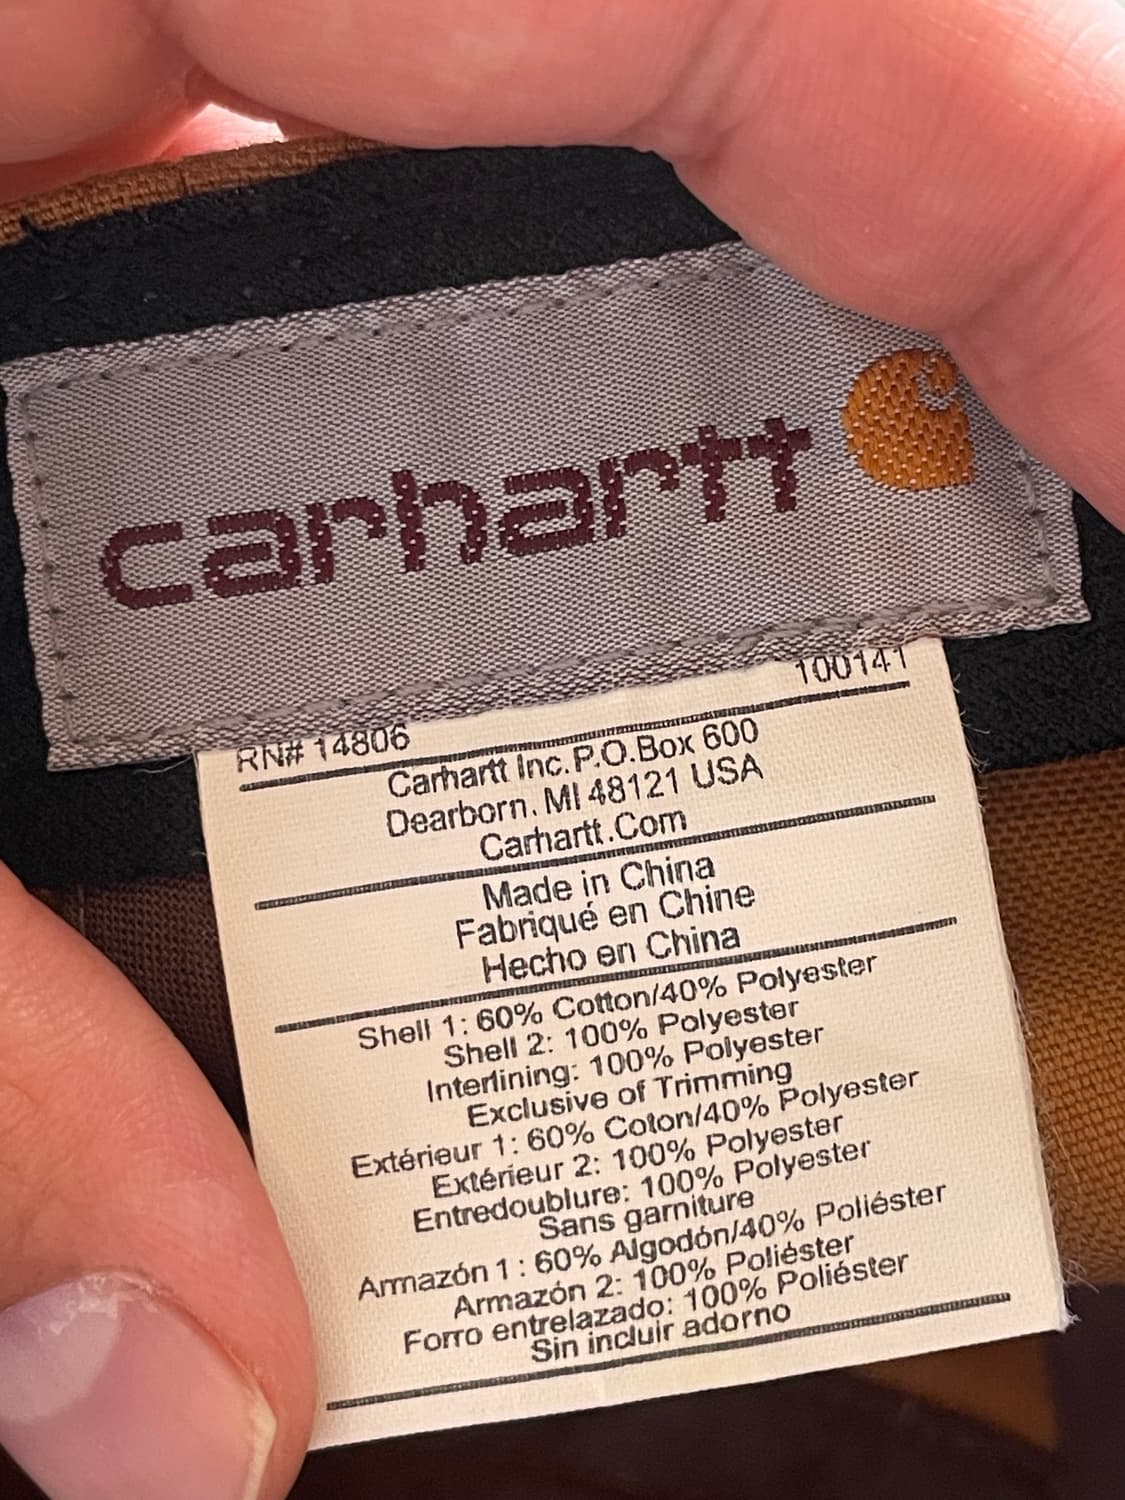 carhartt
RN# 14806 100141
Carhartt Inc. P.O.Box 600
Dearborn, MI 48121 USA
Carhartt.Com
Made in China
Fabriqué en Chine
Hecho en China
Shell 1: 60% Cotton/40% Polyester
Shell 2: 100% Polyester
Interlining: 100% Polyester
Exclusive of Trimming
Extérieur 1: 60% Coton/40% Polyester
Extérieur 2: 100% Polyester
Entredoublure: 100% Polyester
Sans garniture
Armazón 1: 60% Algodón/40% Poliéster
Armazón 2: 100% Poliéster
Forro entrelazado: 100% Poliéster
Sin incluir adorno